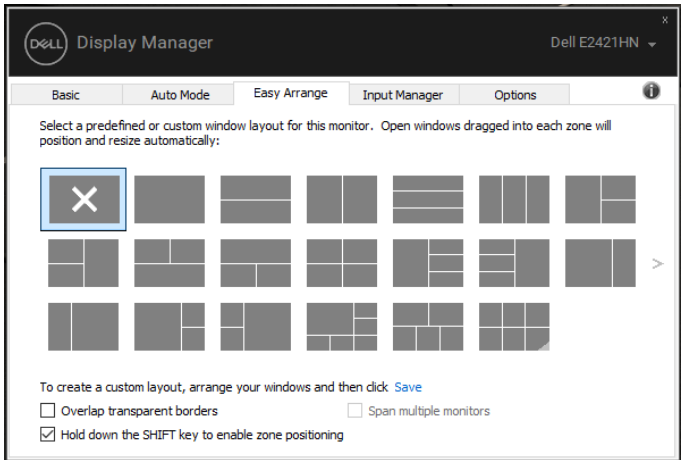 x
DELL Display Manager
Dell E2421HN
Basic
Auto Mode
Easy Arrange
Input Manager
Options
i
Select a predefined or custom window layout for this monitor. Open windows dragged into each zone will
position and resize automatically:
>
To create a custom layout, arrange your windows and then click Save
Overlap transparent borders
Span multiple monitors
Hold down the SHIFT key to enable zone positioning